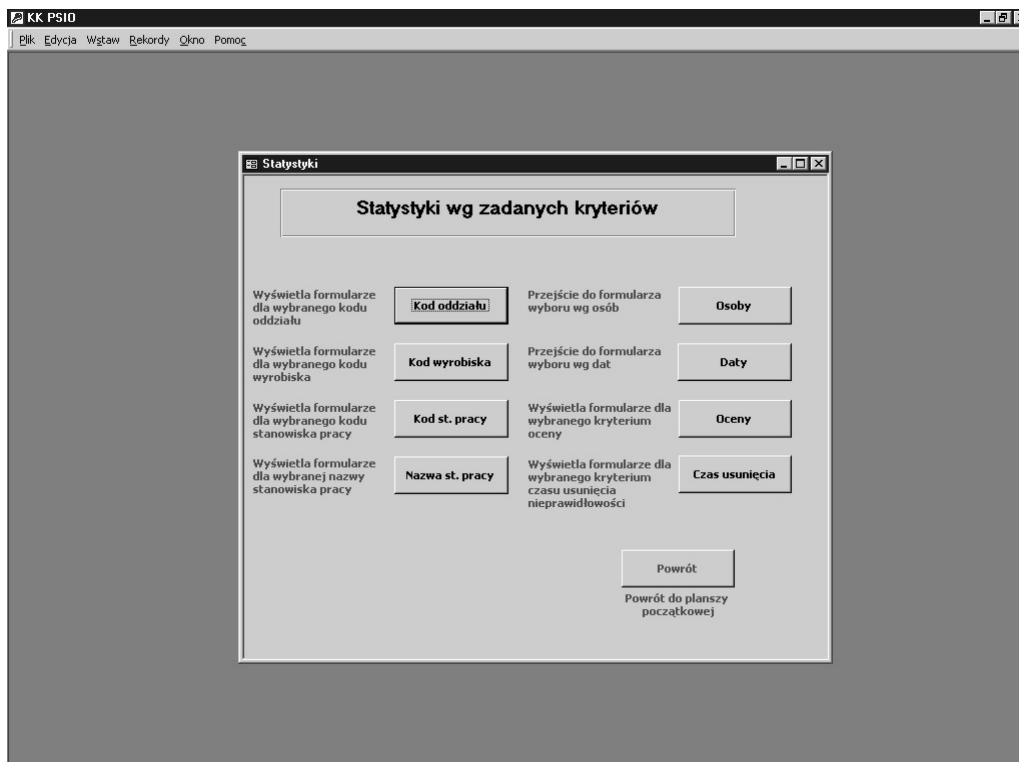 KK PSIO
Plik Edycja Wstaw Rekordy Okno Pomoc
Statystyki
Statystyki wg zadanych kryteriów
Wyświetla formularze
dla wybranego kodu
oddziału
Kod oddziału
Przejście do formularza
wyboru wg osób
Osoby
Wyświetla formularze
dla wybranego kodu
wyrobiska
Kod wyrobiska
Przejście do formularza
wyboru wg dat
Daty
Wyświetla formularze
dla wybranego kodu
stanowiska pracy
Kod st. pracy
Wyświetla formularze dla
wybranego kryterium
oceny
Oceny
Wyświetla formularze
dla wybranej nazwy
stanowiska pracy
Nazwa st. pracy
Wyświetla formularze dla
wybranego kryterium
czasu usunięcia
nieprawidłowości
Czas usunięcia
Powrót
Powrót do planszy
początkowej